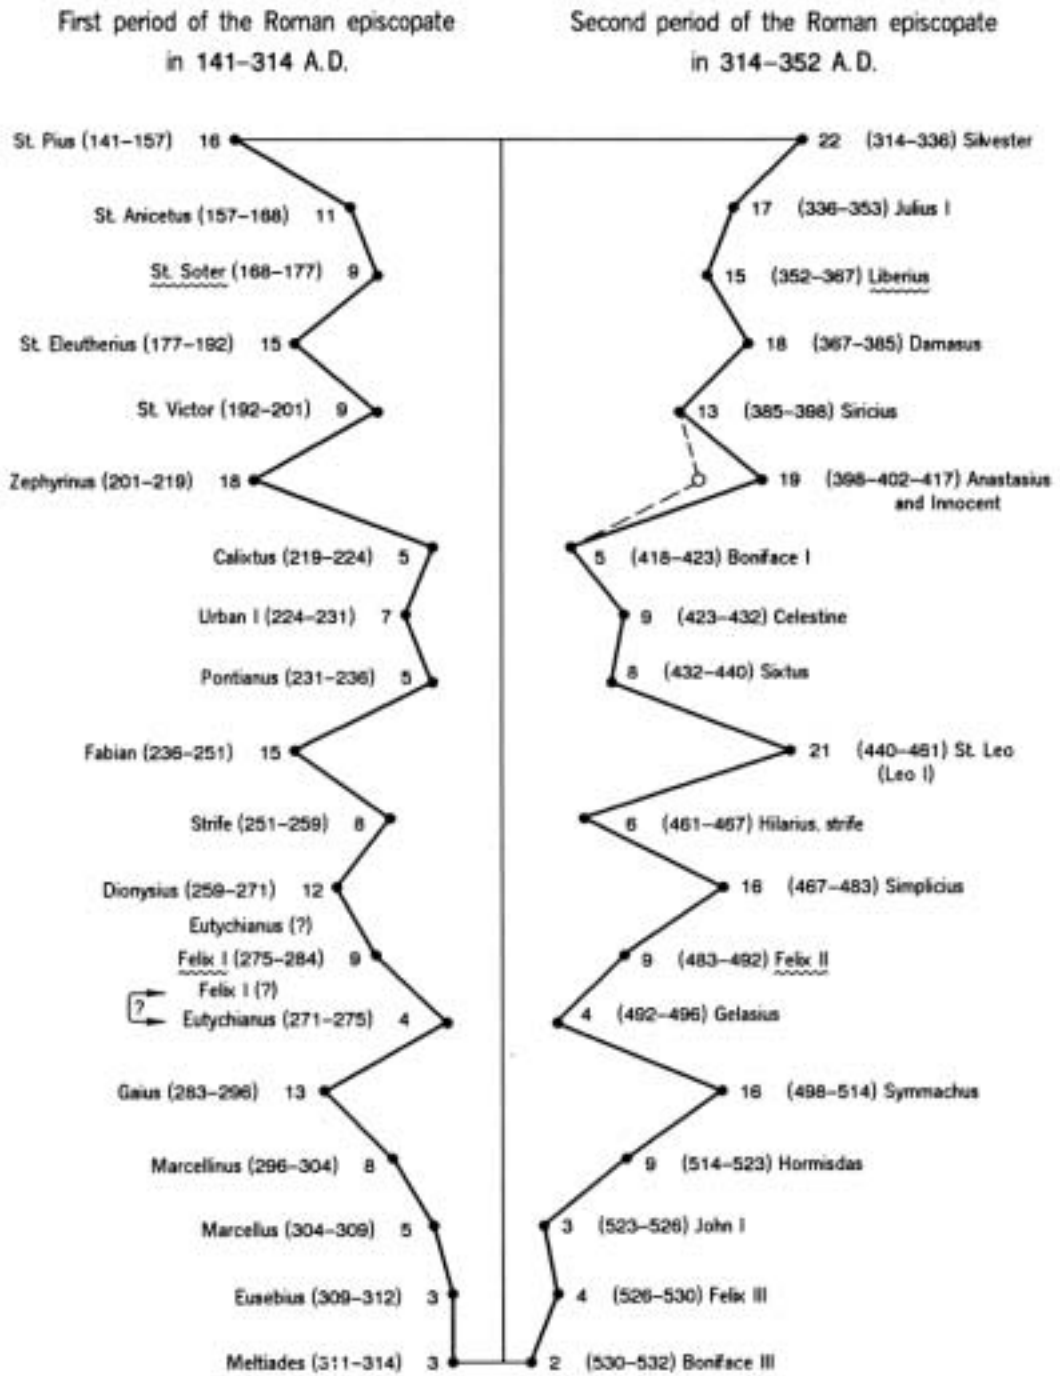 First period of the Roman episcopate
in 141–314 A.D.
Second period of the Roman episcopate
in 314–352 A.D.
St. Pius (141–157) 16
22 (314–336) Silvester
St. Anicetus (157–168) 11
17 (336–353) Julius I
St. Soter (168–177) 9
15 (352–367) Liberius
St. Eleutherius (177–192) 15
18 (367–385) Damasus
St. Victor (192–201) 9
13 (385–398) Siricius
Zephyrinus (201–219) 18
19 (398–402–417) Anastasius
and Innocent
Calixtus (219–224) 5
5 (418–423) Boniface I
Urban I (224–231) 7
9 (423–432) Celestine
Pontianus (231–236) 5
8 (432–440) Sixtus
Fabian (236–251) 15
21 (440–461) St. Leo
(Leo I)
Strife (251–259) 8
6 (461–467) Hilarius, strife
Dionysius (259–271) 12
16 (467–483) Simplicius
Eutychianus (?)
Felix I (275–284) 9
9 (483–492) Felix II
Felix I (?)
?
Eutychianus (271–275) 4
4 (492–496) Gelasius
Gaius (283–296) 13
16 (498–514) Symmachus
Marcellinus (296–304) 8
9 (514–523) Hormisdas
Marcellus (304–309) 5
3 (523–526) John I
Eusebius (309–312) 3
4 (526–530) Felix III
Meltiades (311–314) 3
2 (530–532) Boniface III